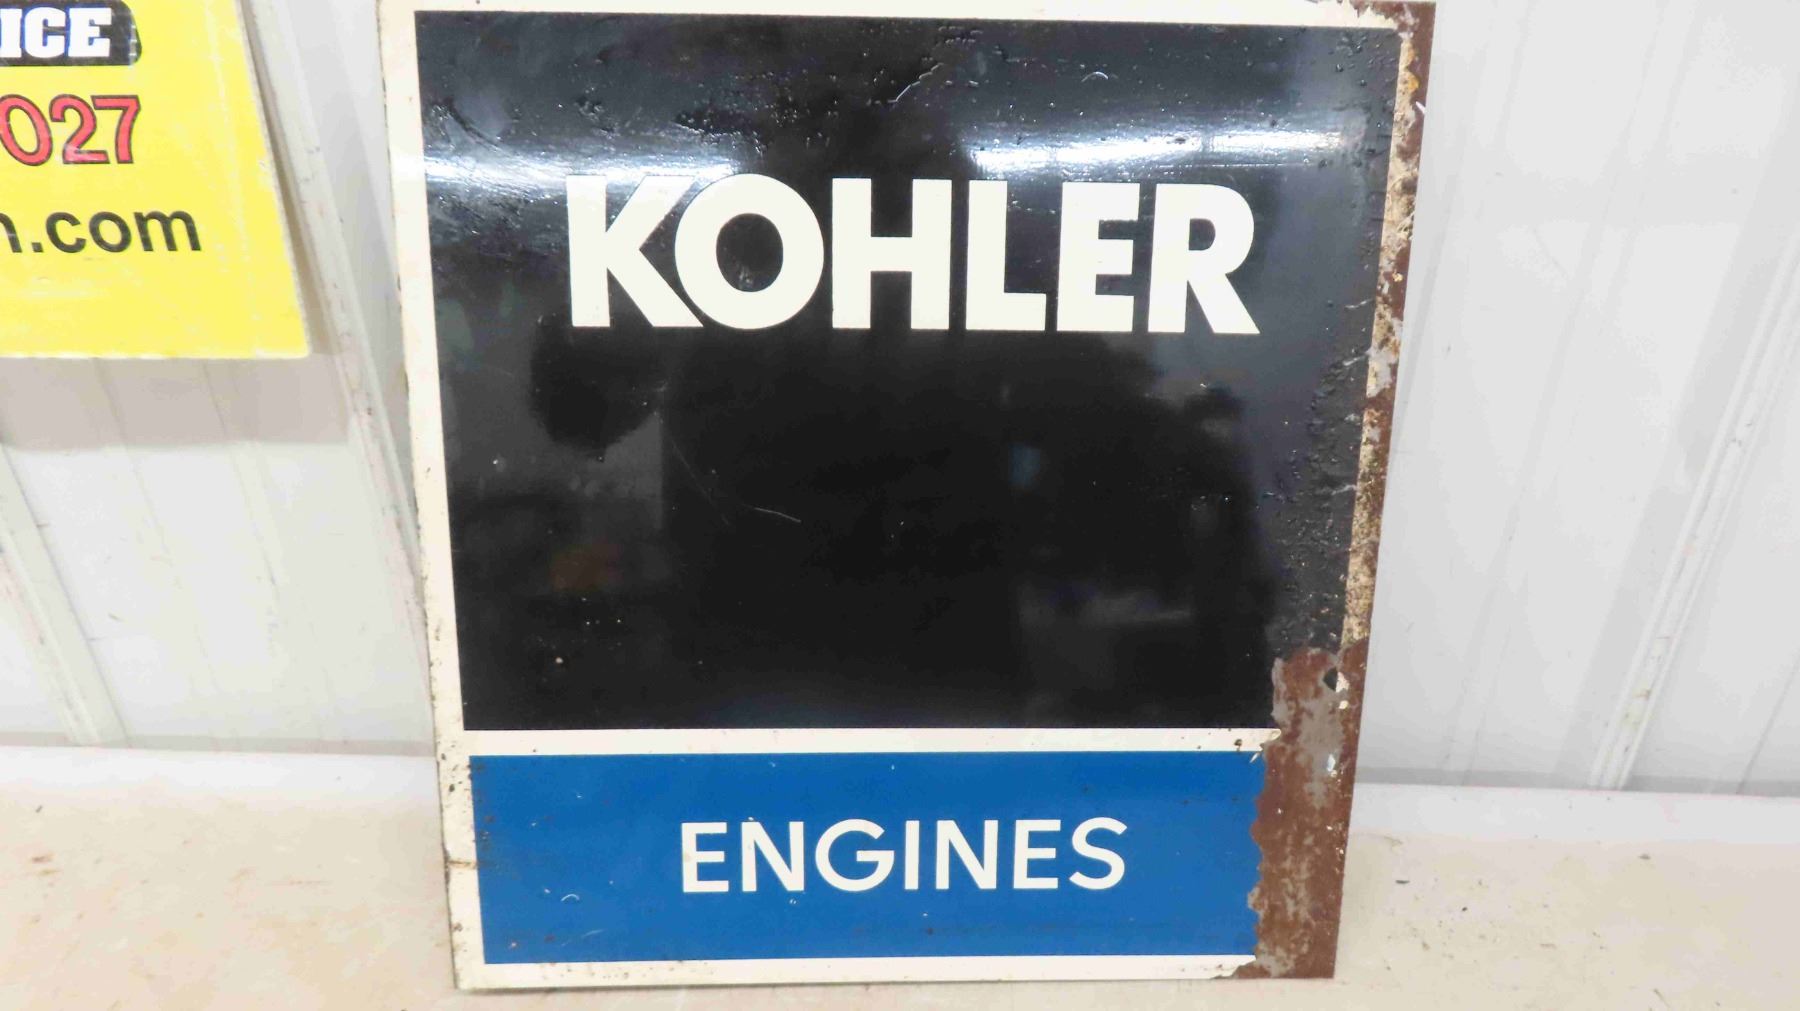 ICE
027
n.com
KOHLER
ENGINES